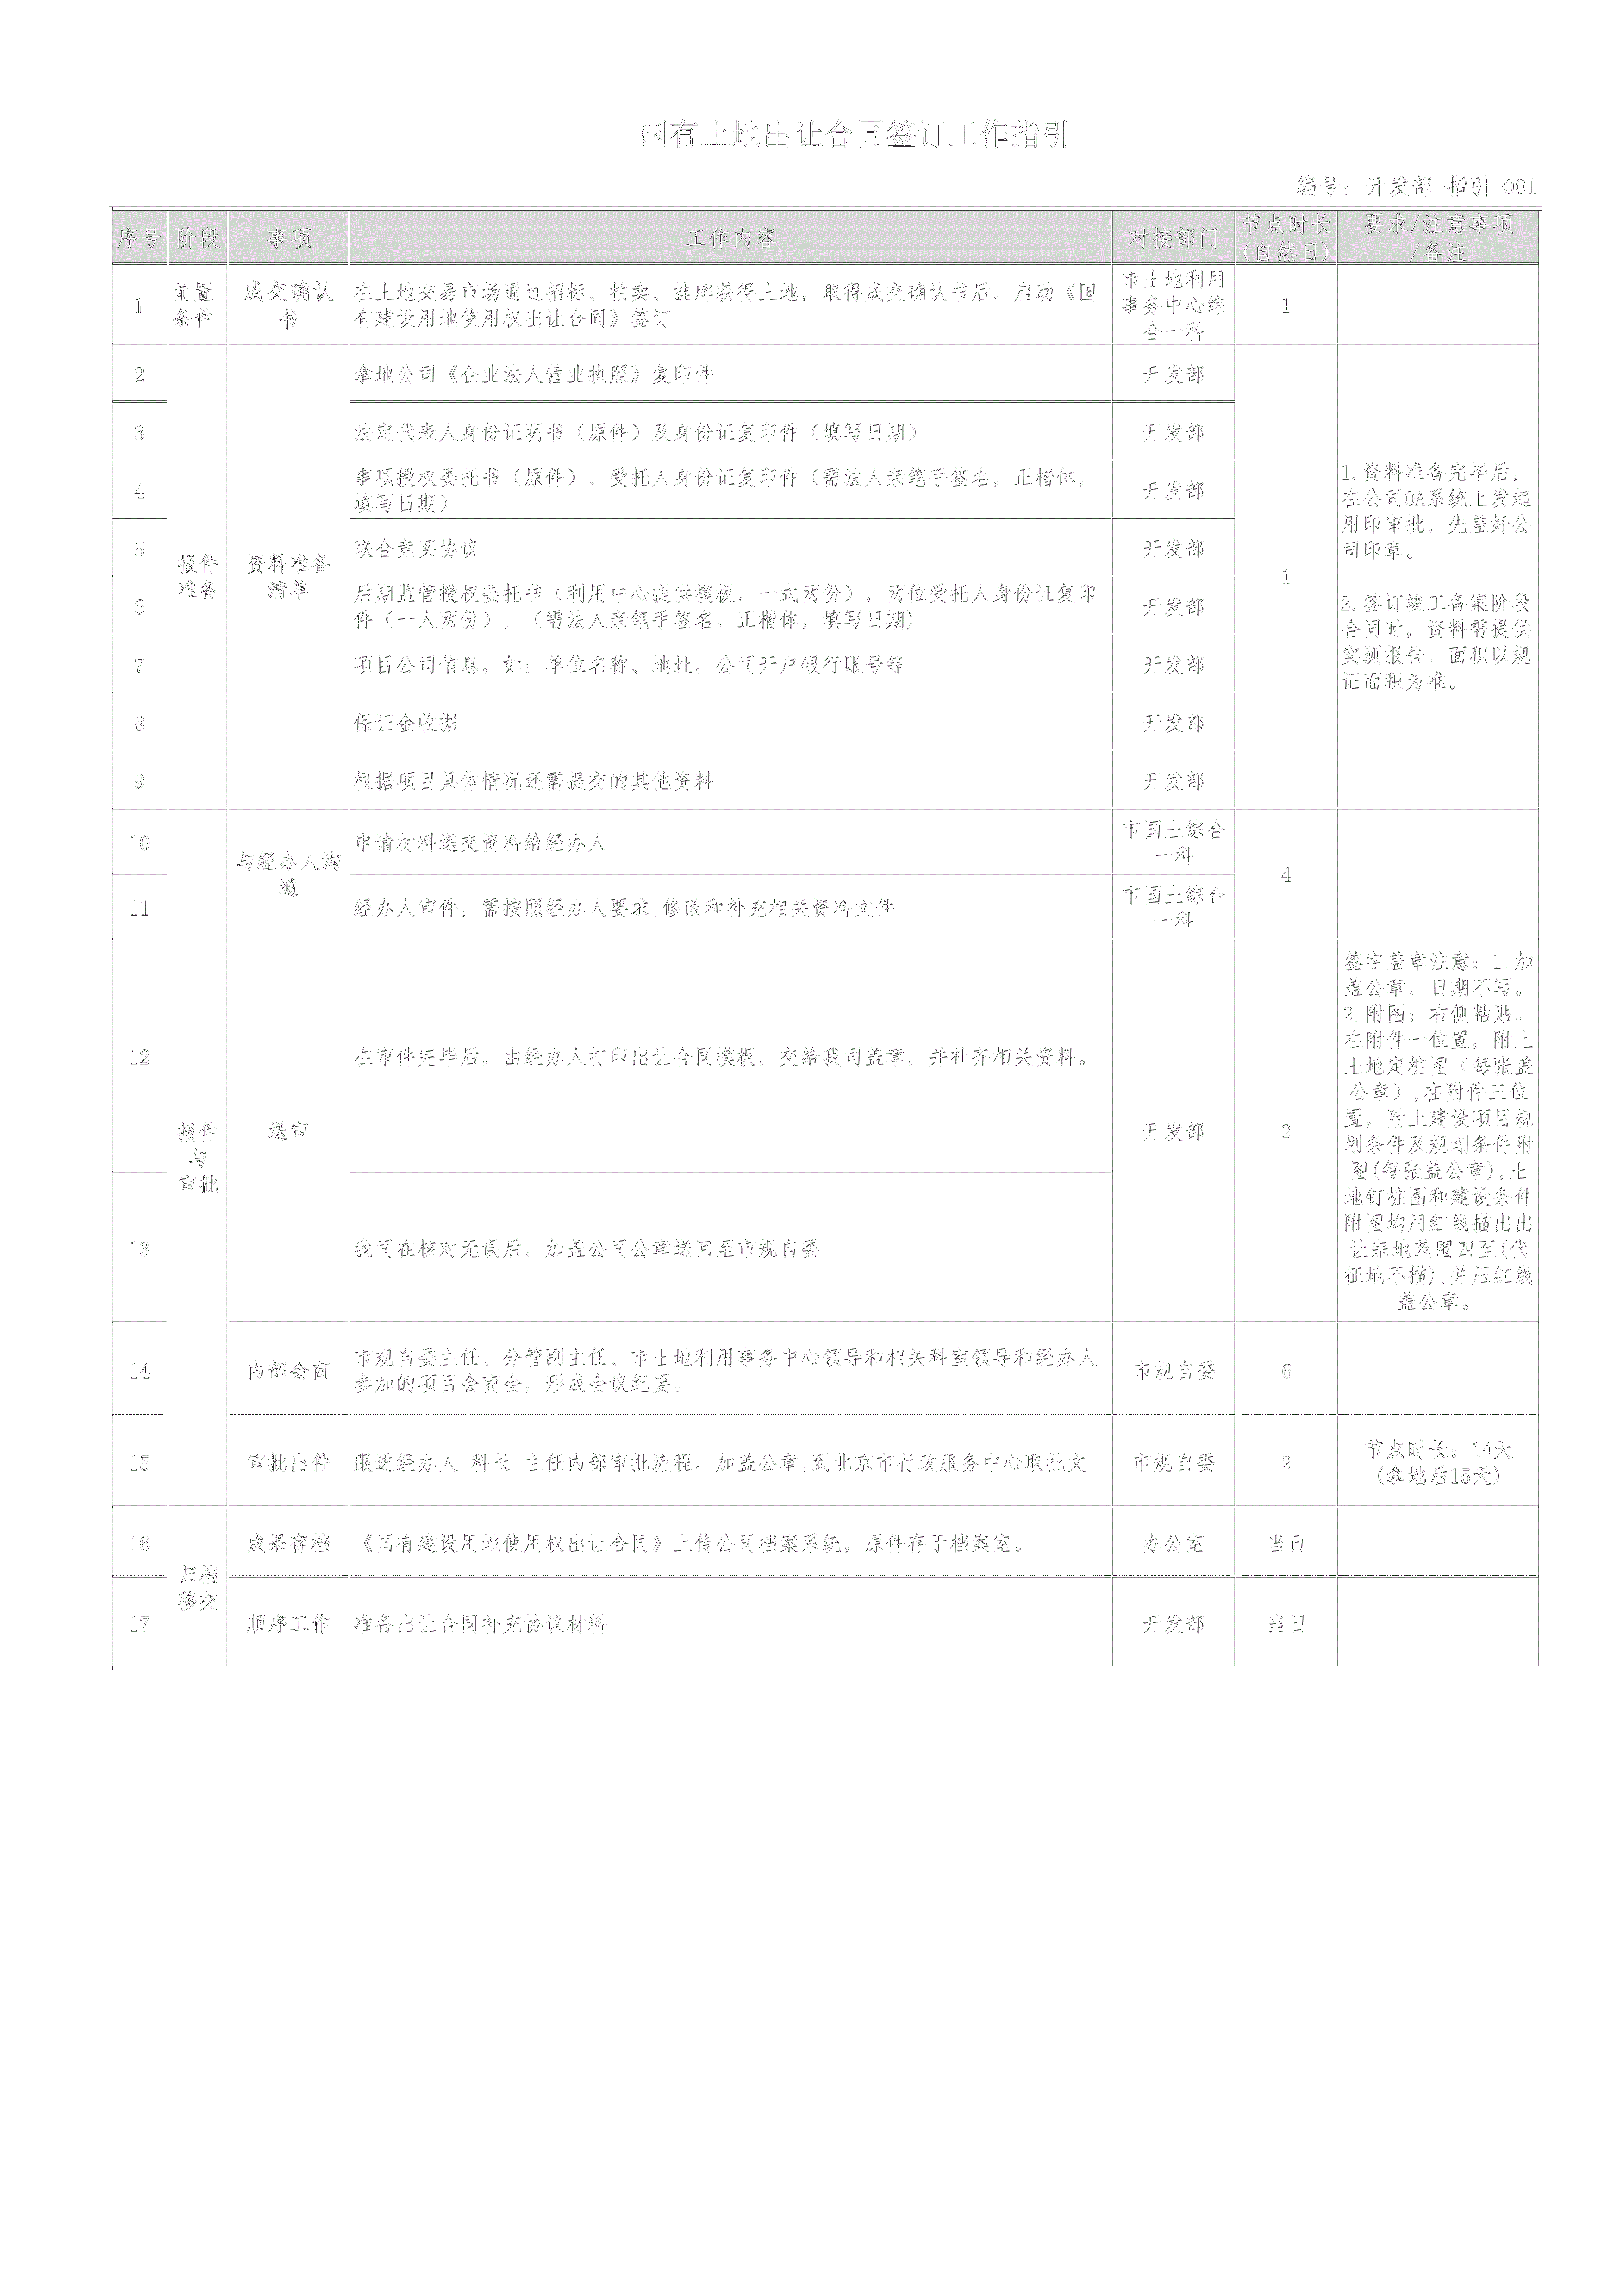 国有土地出让合同签订工作指引
编号：开发部-指引-001
序号 阶段 事项 工作内容 对接部门 节点时长(自然日) 要求/注意事项/备注
1
前置
条件
成交确认
书
在土地交易市场通过招标、拍卖、挂牌获得土地，取得成交确认书后，启动《国
有建设用地使用权出让合同》签订
市土地利用
事务中心综
合一科
1
报件
准备
资料准备
清单
2 拿地公司《企业法人营业执照》复印件 开发部
3 法定代表人身份证明书（原件）及身份证复印件（填写日期） 开发部
4 事项授权委托书（原件）、受托人身份证复印件（需法人亲笔手签名，正楷体，
填写日期） 开发部
5 联合竞买协议 开发部
6 后期监管授权委托书（利用中心提供模板，一式两份），两位受托人身份证复印
件（一人两份），（需法人亲笔手签名，正楷体，填写日期） 开发部
7 项目公司信息，如：单位名称、地址，公司开户银行账号等 开发部
8 保证金收据 开发部
9 根据项目具体情况还需提交的其他资料 开发部
1
1.资料准备完毕后，
在公司OA系统上发起
用印审批，先盖好公
司印章。
2.签订竣工备案阶段
合同时，资料需提供
实测报告，面积以规
证面积为准。
报件
与
审批
与经办人沟
通
10 申请材料递交资料给经办人 市国土综合
一科
11 经办人审件，需按照经办人要求,修改和补充相关资料文件 市国土综合
一科
4
送审
12 在审件完毕后，由经办人打印出让合同模板，交给我司盖章，并补齐相关资料。
13 我司在核对无误后，加盖公司公章送回至市规自委
开发部
2
签字盖章注意：1.加
盖公章，日期不写。
2.附图：右侧粘贴。
在附件一位置，附上
土地定桩图（每张盖
公章）,在附件三位
置，附上建设项目规
划条件及规划条件附
图(每张盖公章),土
地钉桩图和建设条件
附图均用红线描出出
让宗地范围四至(代
征地不描),并压红线
盖公章。
14 内部会商 市规自委主任、分管副主任、市土地利用事务中心领导和相关科室领导和经办人
参加的项目会商会，形成会议纪要。 市规自委 6
15 审批出件 跟进经办人-科长-主任内部审批流程，加盖公章,到北京市行政服务中心取批文 市规自委 2 节点时长：14天
(拿地后15天)
归档
移交
16 成果存档 《国有建设用地使用权出让合同》上传公司档案系统，原件存于档案室。 办公室 当日
17 顺序工作 准备出让合同补充协议材料 开发部 当日